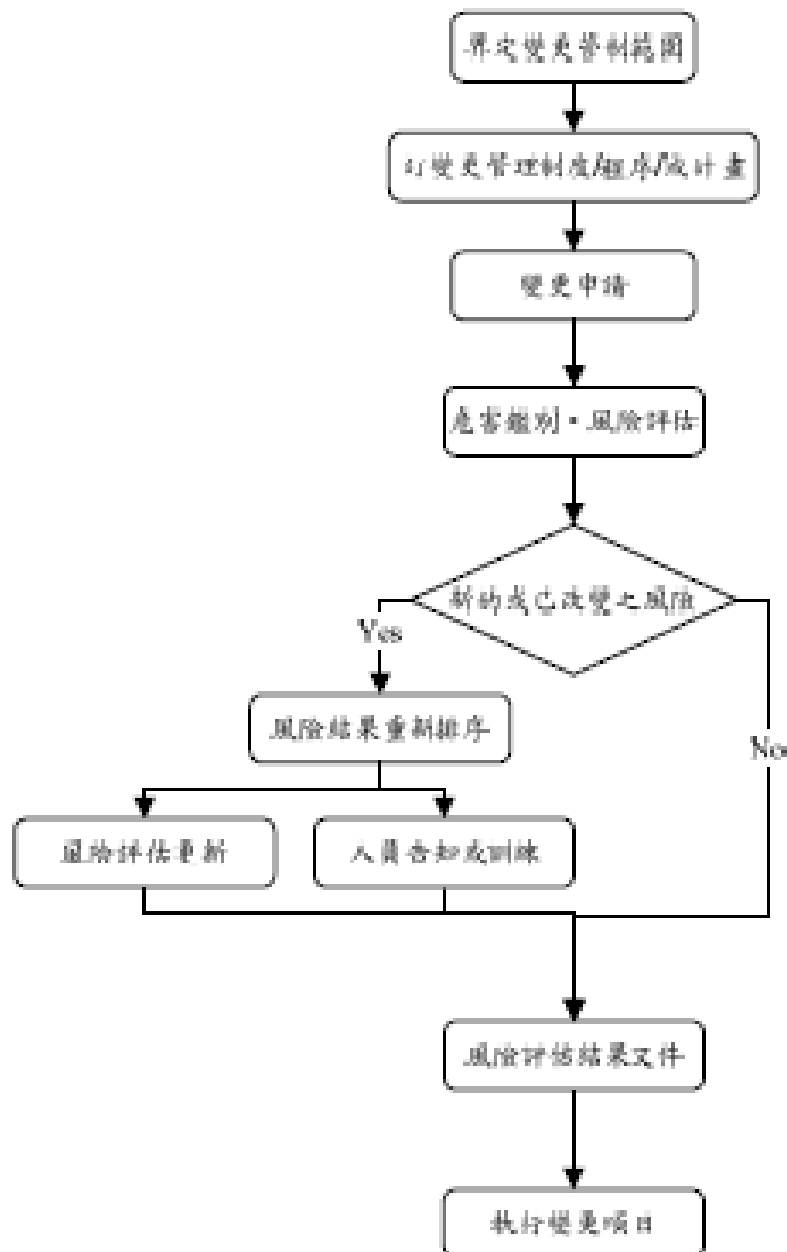 界定變更管制範圍
訂變更管理制度/程序/或計畫
變更申請
危害鑑別、風險評估
新的或已改變之風險
Yes
No
風險結果重新排序
風險評估更新
人員告知或訓練
風險評估結果文件
執行變更項目